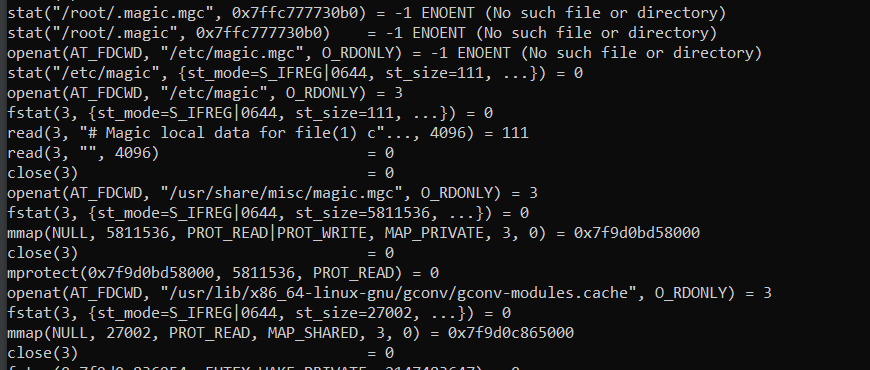 stat("/root/.magic.mgc", 0x7ffc777730b0) = -1 ENOENT (No such file or directory)
stat("/root/.magic", 0x7ffc777730b0)    = -1 ENOENT (No such file or directory)
openat(AT_FDCWD, "/etc/magic.mgc", O_RDONLY) = -1 ENOENT (No such file or directory)
stat("/etc/magic", {st_mode=S_IFREG|0644, st_size=111, ...}) = 0
openat(AT_FDCWD, "/etc/magic", O_RDONLY) = 3
fstat(3, {st_mode=S_IFREG|0644, st_size=111, ...}) = 0
read(3, "# Magic local data for file(1) c"..., 4096) = 111
read(3, "", 4096)                       = 0
close(3)                                = 0
openat(AT_FDCWD, "/usr/share/misc/magic.mgc", O_RDONLY) = 3
fstat(3, {st_mode=S_IFREG|0644, st_size=5811536, ...}) = 0
mmap(NULL, 5811536, PROT_READ|PROT_WRITE, MAP_PRIVATE, 3, 0) = 0x7f9d0bd58000
close(3)                                = 0
mprotect(0x7f9d0bd58000, 5811536, PROT_READ) = 0
openat(AT_FDCWD, "/usr/lib/x86_64-linux-gnu/gconv/gconv-modules.cache", O_RDONLY) = 3
fstat(3, {st_mode=S_IFREG|0644, st_size=27002, ...}) = 0
mmap(NULL, 27002, PROT_READ, MAP_SHARED, 3, 0) = 0x7f9d0c865000
close(3)                                = 0